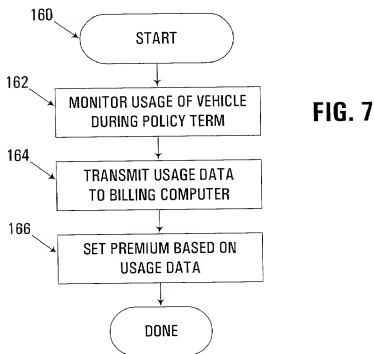 160
START
162
MONITOR USAGE OF VEHICLE
DURING POLICY TERM
FIG. 7
164
TRANSMIT USAGE DATA
TO BILLING COMPUTER
166
SET PREMIUM BASED ON
USAGE DATA
DONE